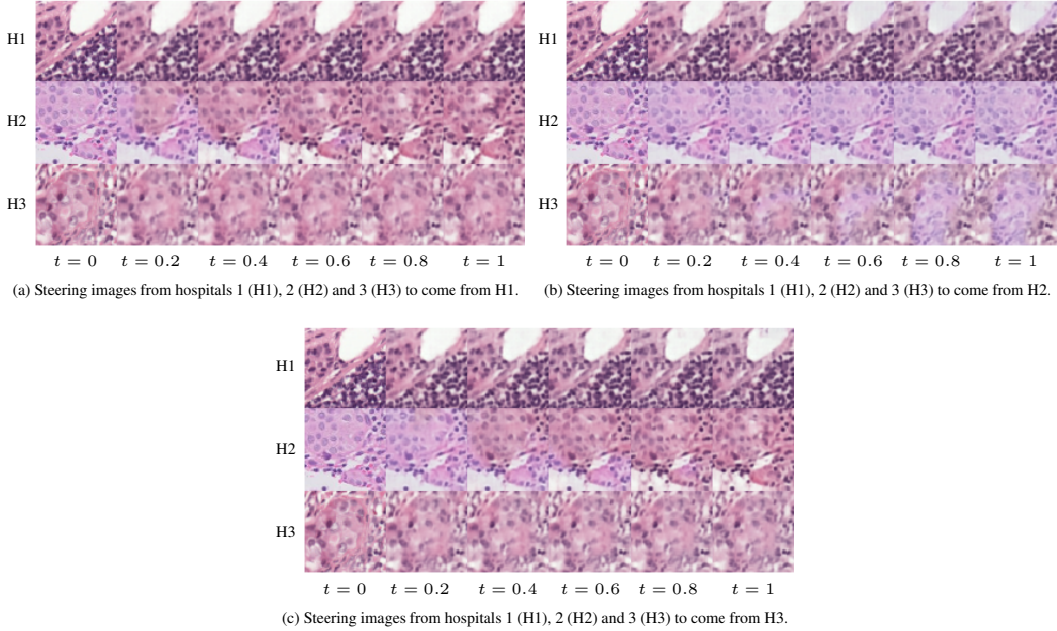 H1
H2
H3
t = 0 t = 0.2 t = 0.4 t = 0.6 t = 0.8 t = 1
(a) Steering images from hospitals 1 (H1), 2 (H2) and 3 (H3) to come from H1.
H1
H2
H3
t = 0 t = 0.2 t = 0.4 t = 0.6 t = 0.8 t = 1
(b) Steering images from hospitals 1 (H1), 2 (H2) and 3 (H3) to come from H2.
H1
H2
H3
t = 0 t = 0.2 t = 0.4 t = 0.6 t = 0.8 t = 1
(c) Steering images from hospitals 1 (H1), 2 (H2) and 3 (H3) to come from H3.